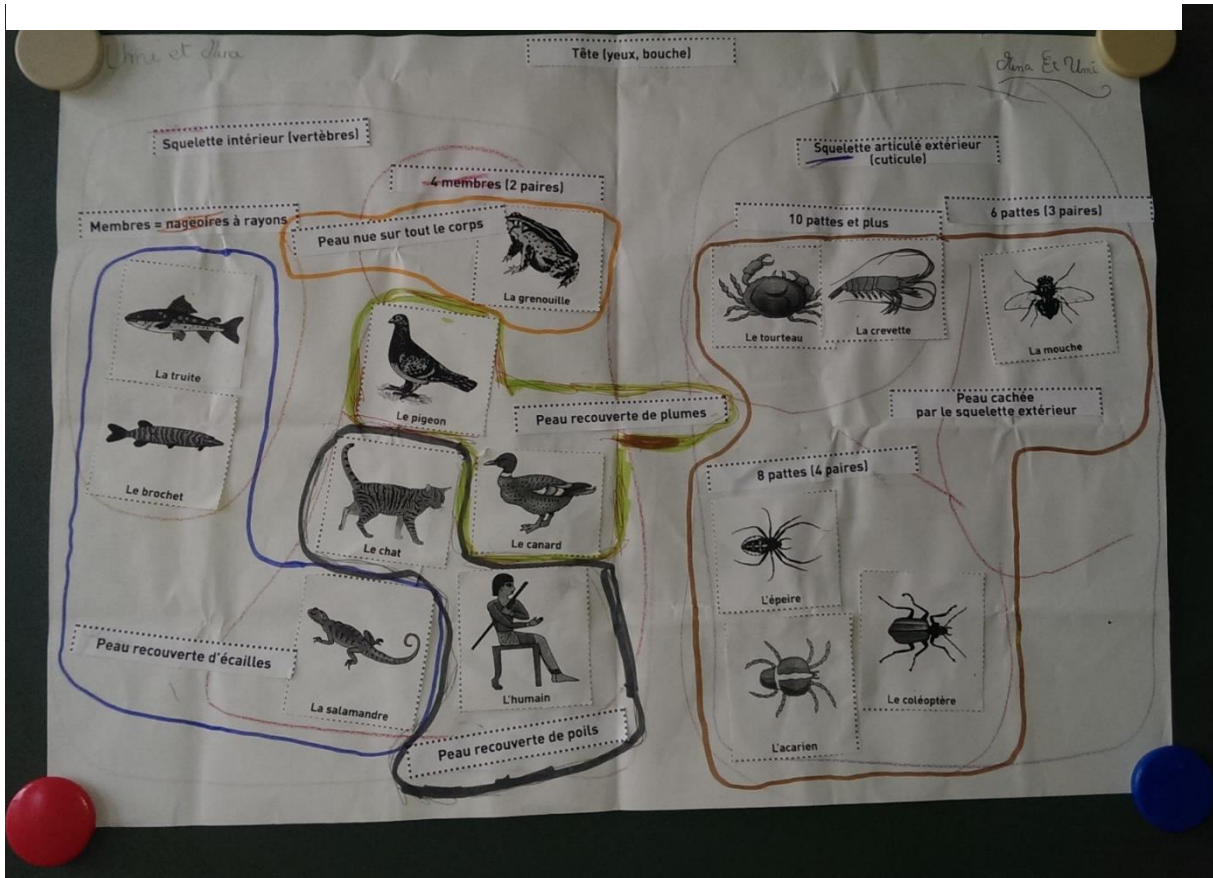 Tête (yeux, bouche)
Squelette intérieur (vertèbres)
Squelette articulé extérieur
(cuticule)
4 membres (2 paires)
Membres = nageoires à rayons
Peau nue sur tout le corps
La grenouille
10 pattes et plus
6 pattes (3 paires)
Le tourteau
La crevette
La mouche
La truite
Le pigeon
Peau recouverte de plumes
Peau cachée
par le squelette extérieur
Le brochet
Le chat
Le canard
8 pattes (4 paires)
L'épeire
Peau recouverte d'écailles
La salamandre
L'humain
Peau recouverte de poils
L'acarien
Le coléoptère